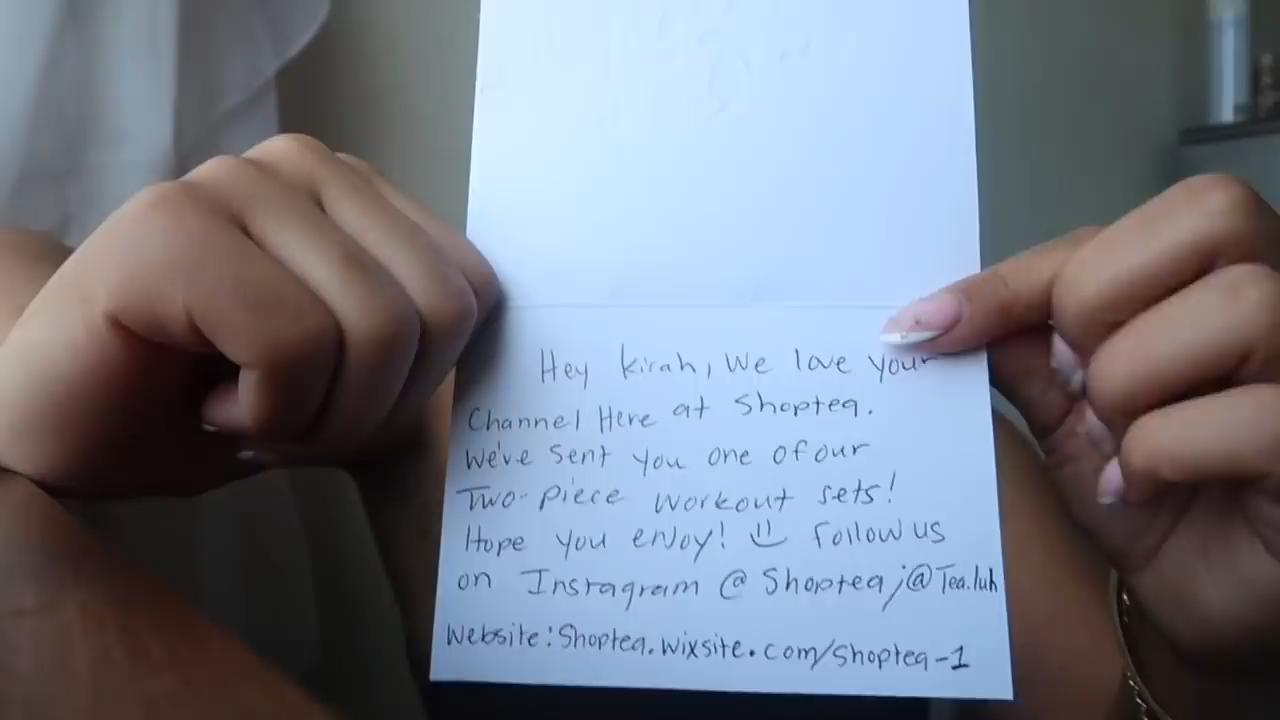 Hey Kirah, We love your
Channel Here at Shoptea.
We've sent you one of our
Two-piece workout sets!
Hope you enjoy! Follow us
on Instagram @ Shoptea ; @Tea.luh
Website: Shoptea.wixsite.com/shoptea-1